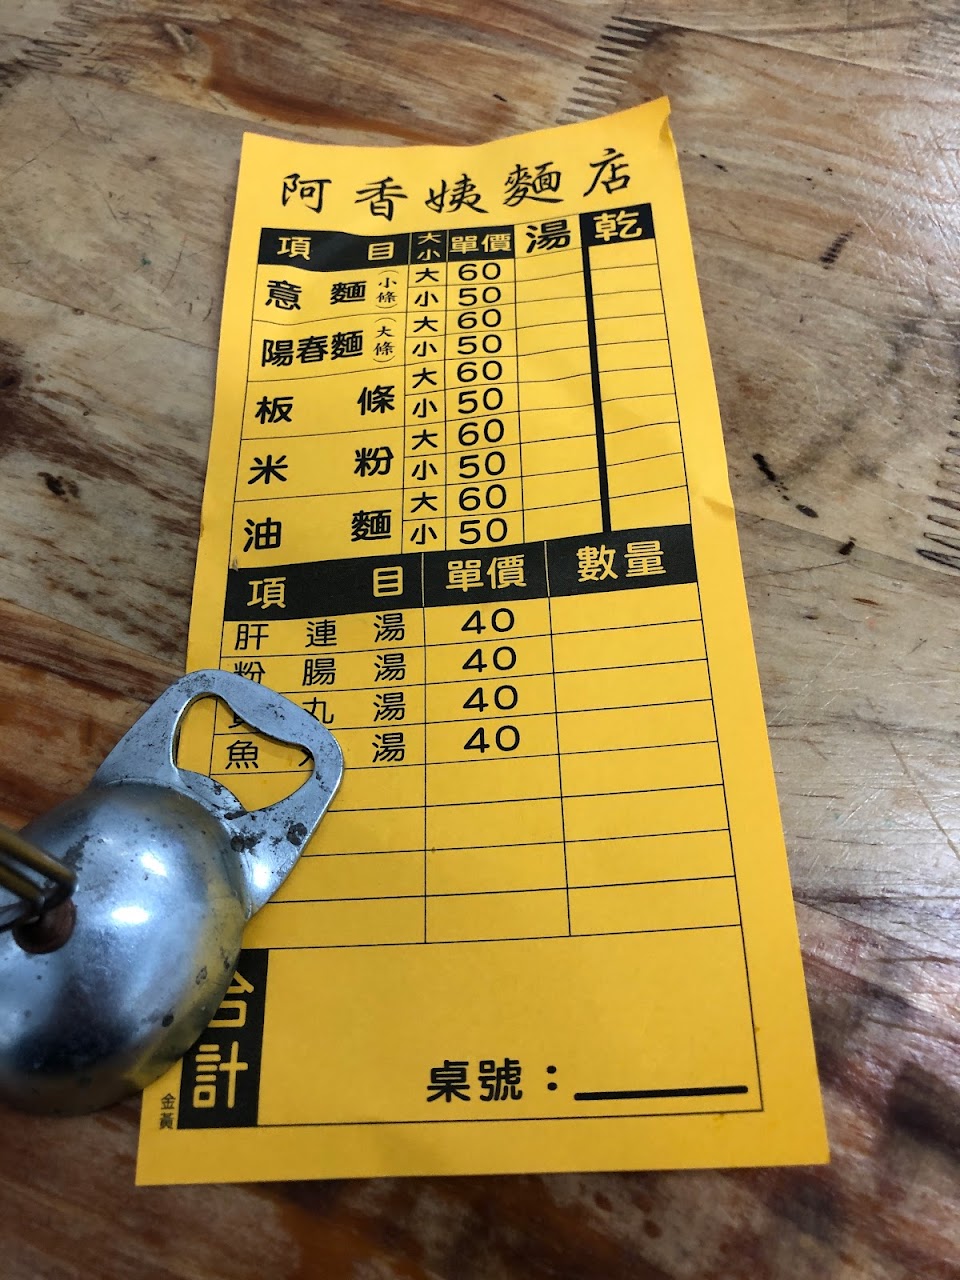 阿香姨麵店
項目 大小 單價 湯 乾
意麵(小條) 大 60
小 50
陽春麵(大條) 大 60
小 50
板條 大 60
小 50
米粉 大 60
小 50
油麵 大 60
小 50
項目 單價 數量
肝連湯 40
粉腸湯 40
丸湯 40
魚湯 40
合計
桌號：
金黃